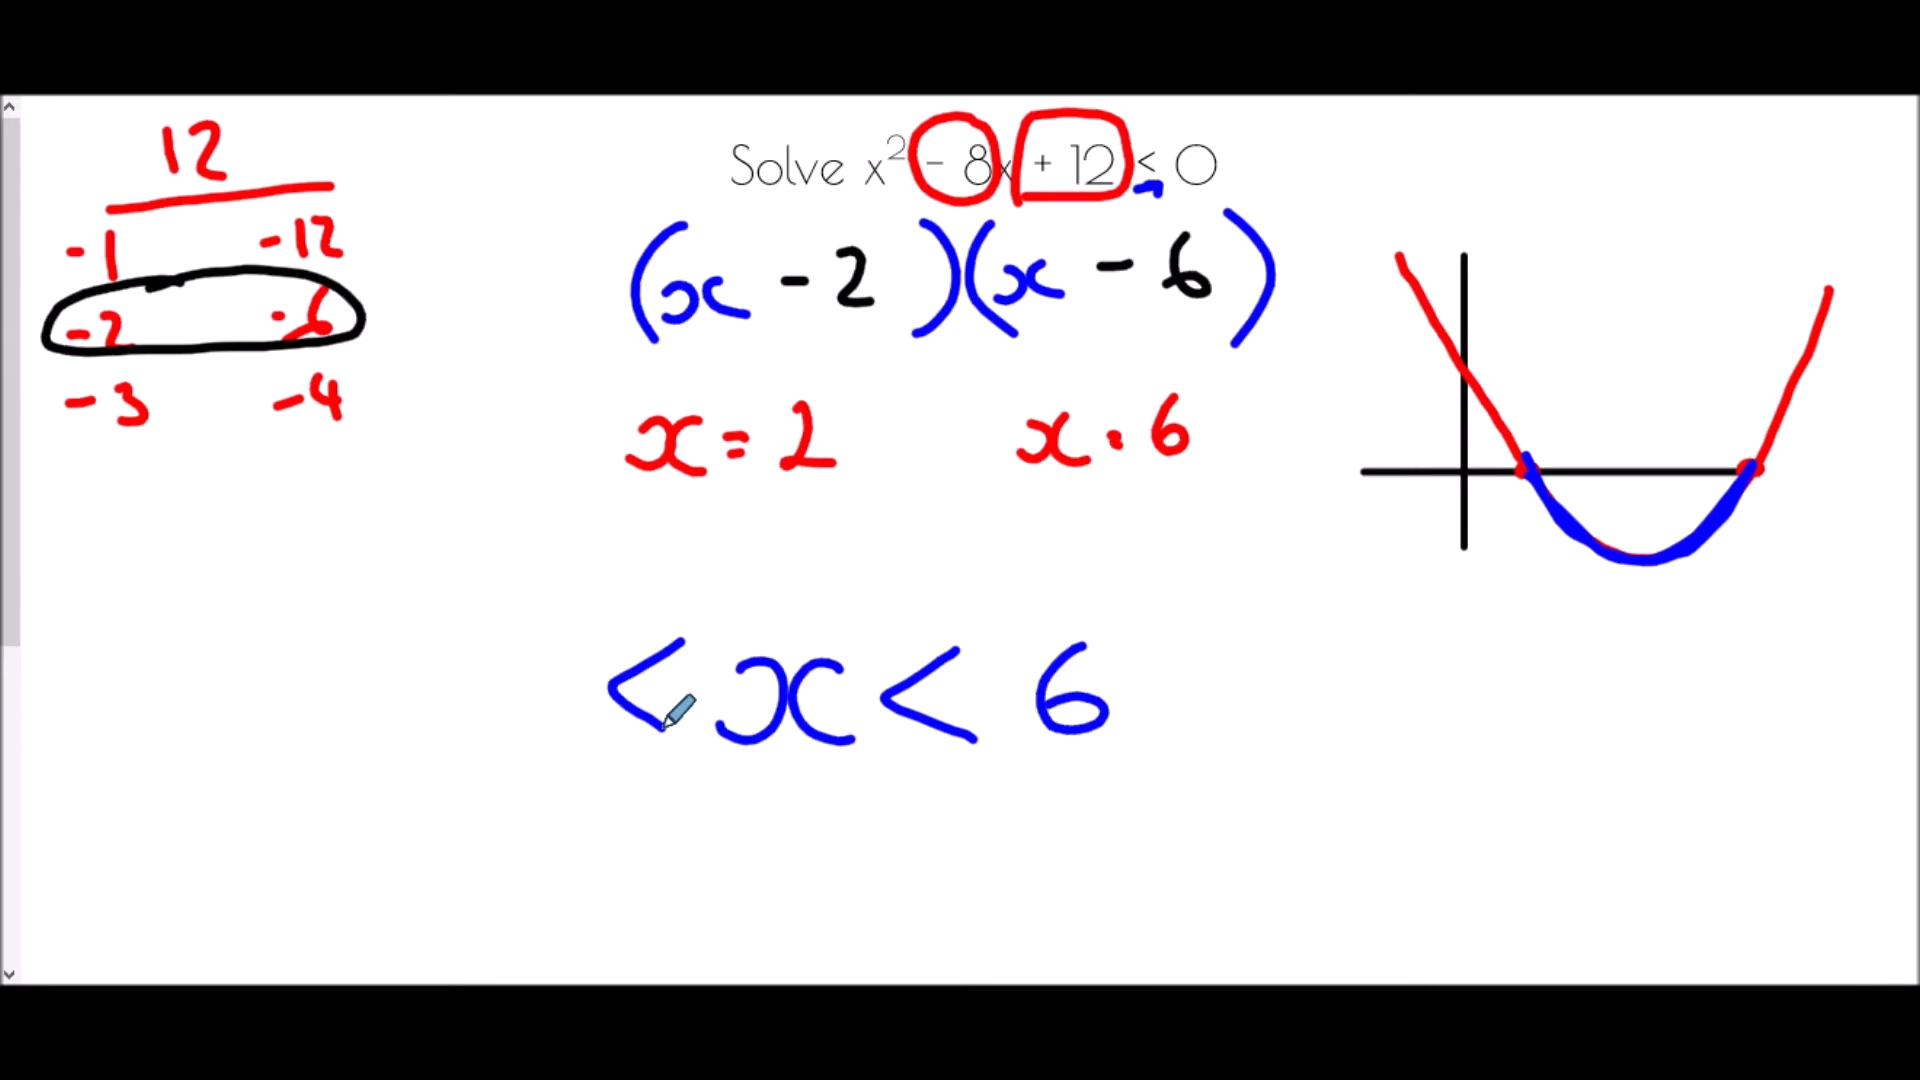 12
-1 -12
-2 -6
-3 -4
Solve x² - 8x + 12 < 0
(x - 2)(x - 6)
x = 2 x = 6
< x < 6